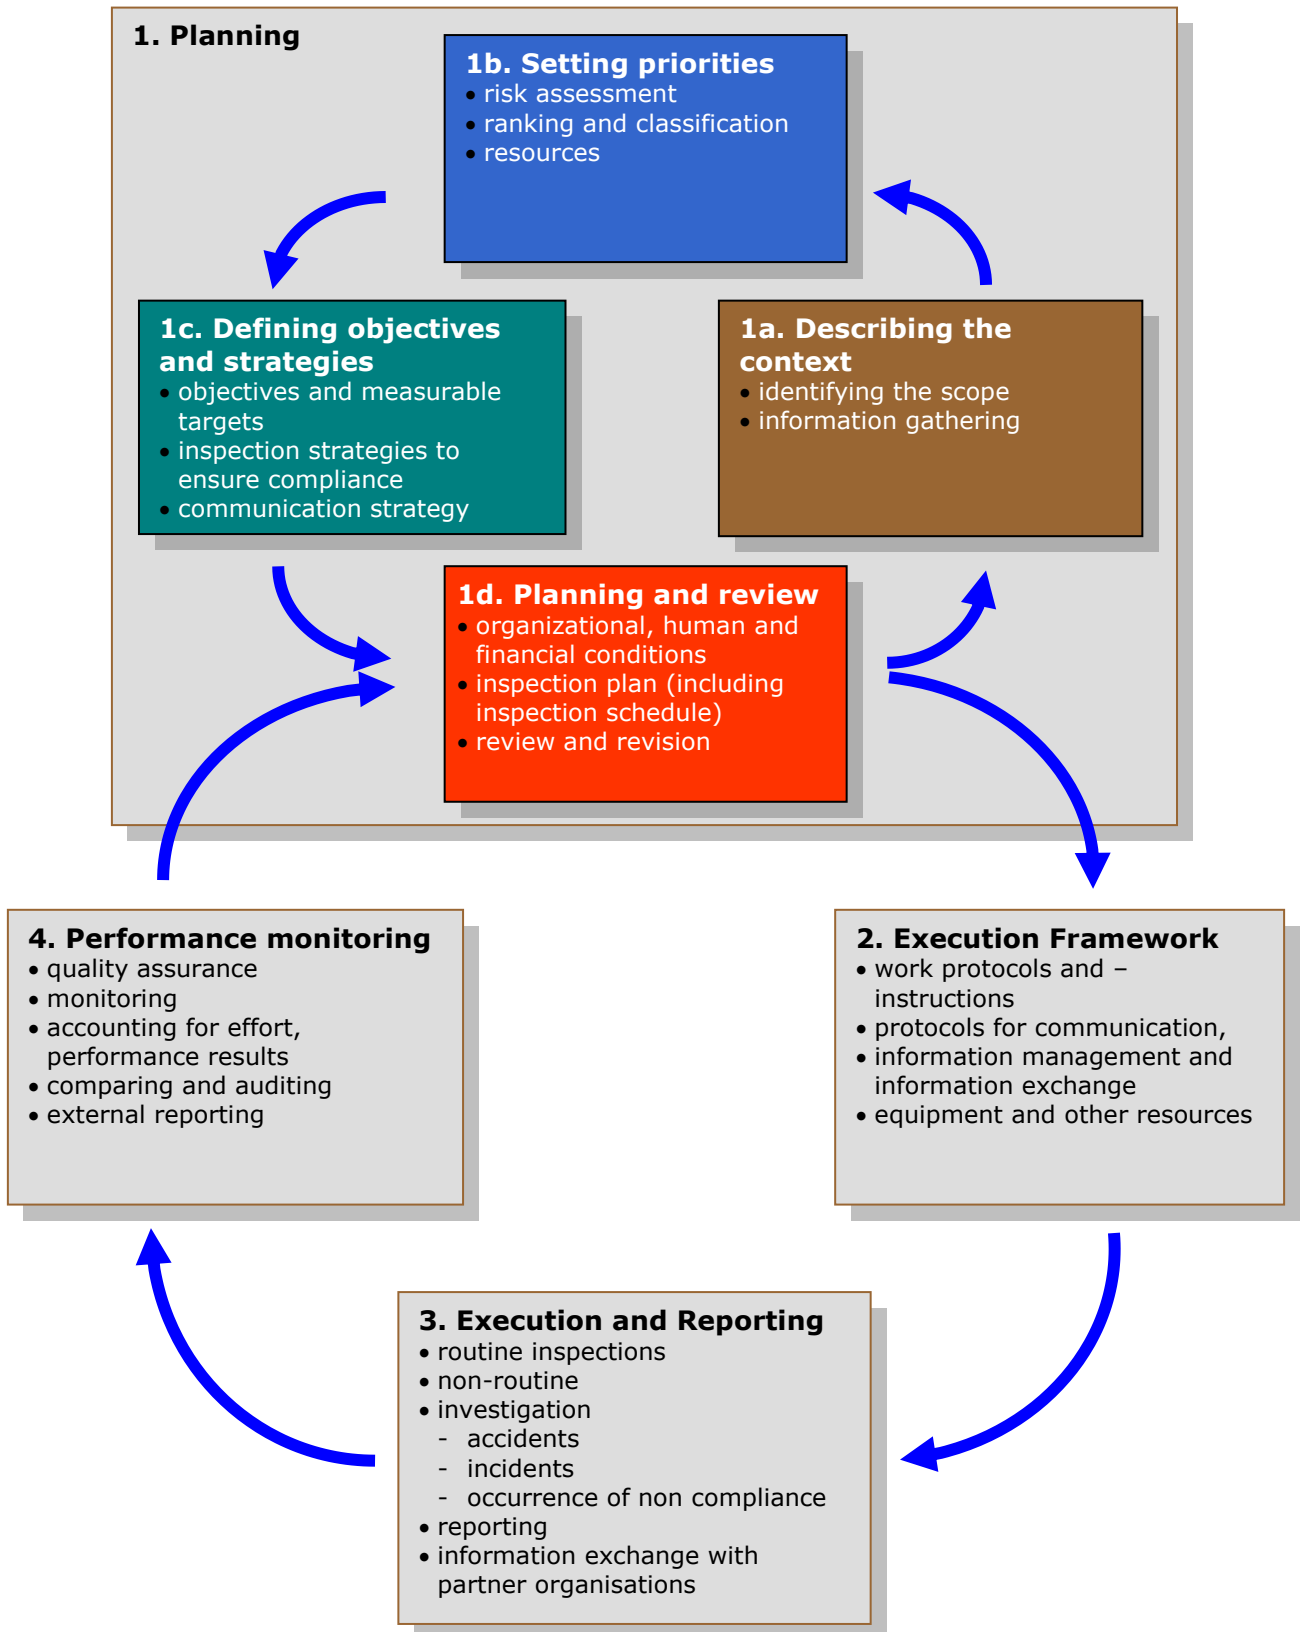 1. Planning
1b. Setting priorities
• risk assessment
• ranking and classification
• resources
1c. Defining objectives
and strategies
• objectives and measurable
targets
• inspection strategies to
ensure compliance
• communication strategy
1a. Describing the
context
• identifying the scope
• information gathering
1d. Planning and review
• organizational, human and
financial conditions
• inspection plan (including
inspection schedule)
• review and revision
4. Performance monitoring
• quality assurance
• monitoring
• accounting for effort,
performance results
• comparing and auditing
• external reporting
2. Execution Framework
• work protocols and –
instructions
• protocols for communication,
• information management and
information exchange
• equipment and other resources
3. Execution and Reporting
• routine inspections
• non-routine
• investigation
- accidents
- incidents
- occurrence of non compliance
• reporting
• information exchange with
partner organisations